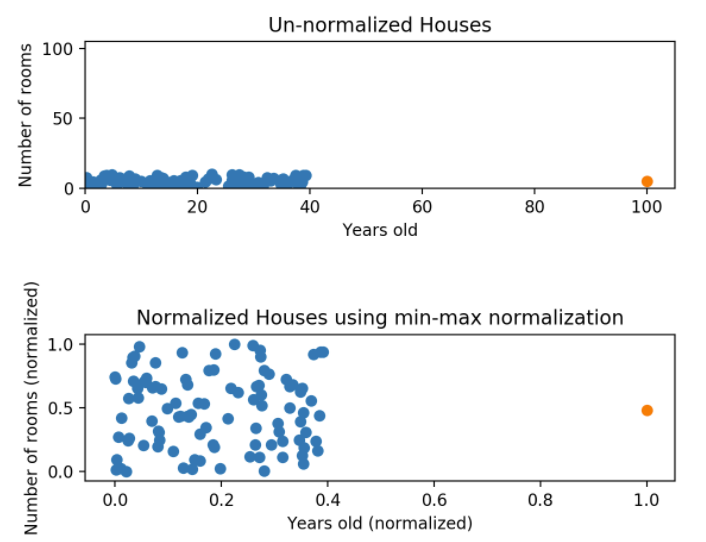 Un-normalized Houses
100
50
0
Number of rooms
0 20 40 60 80 100
Years old
Normalized Houses using min-max normalization
1.0
0.5
0.0
Number of rooms (normalized)
0.0 0.2 0.4 0.6 0.8 1.0
Years old (normalized)